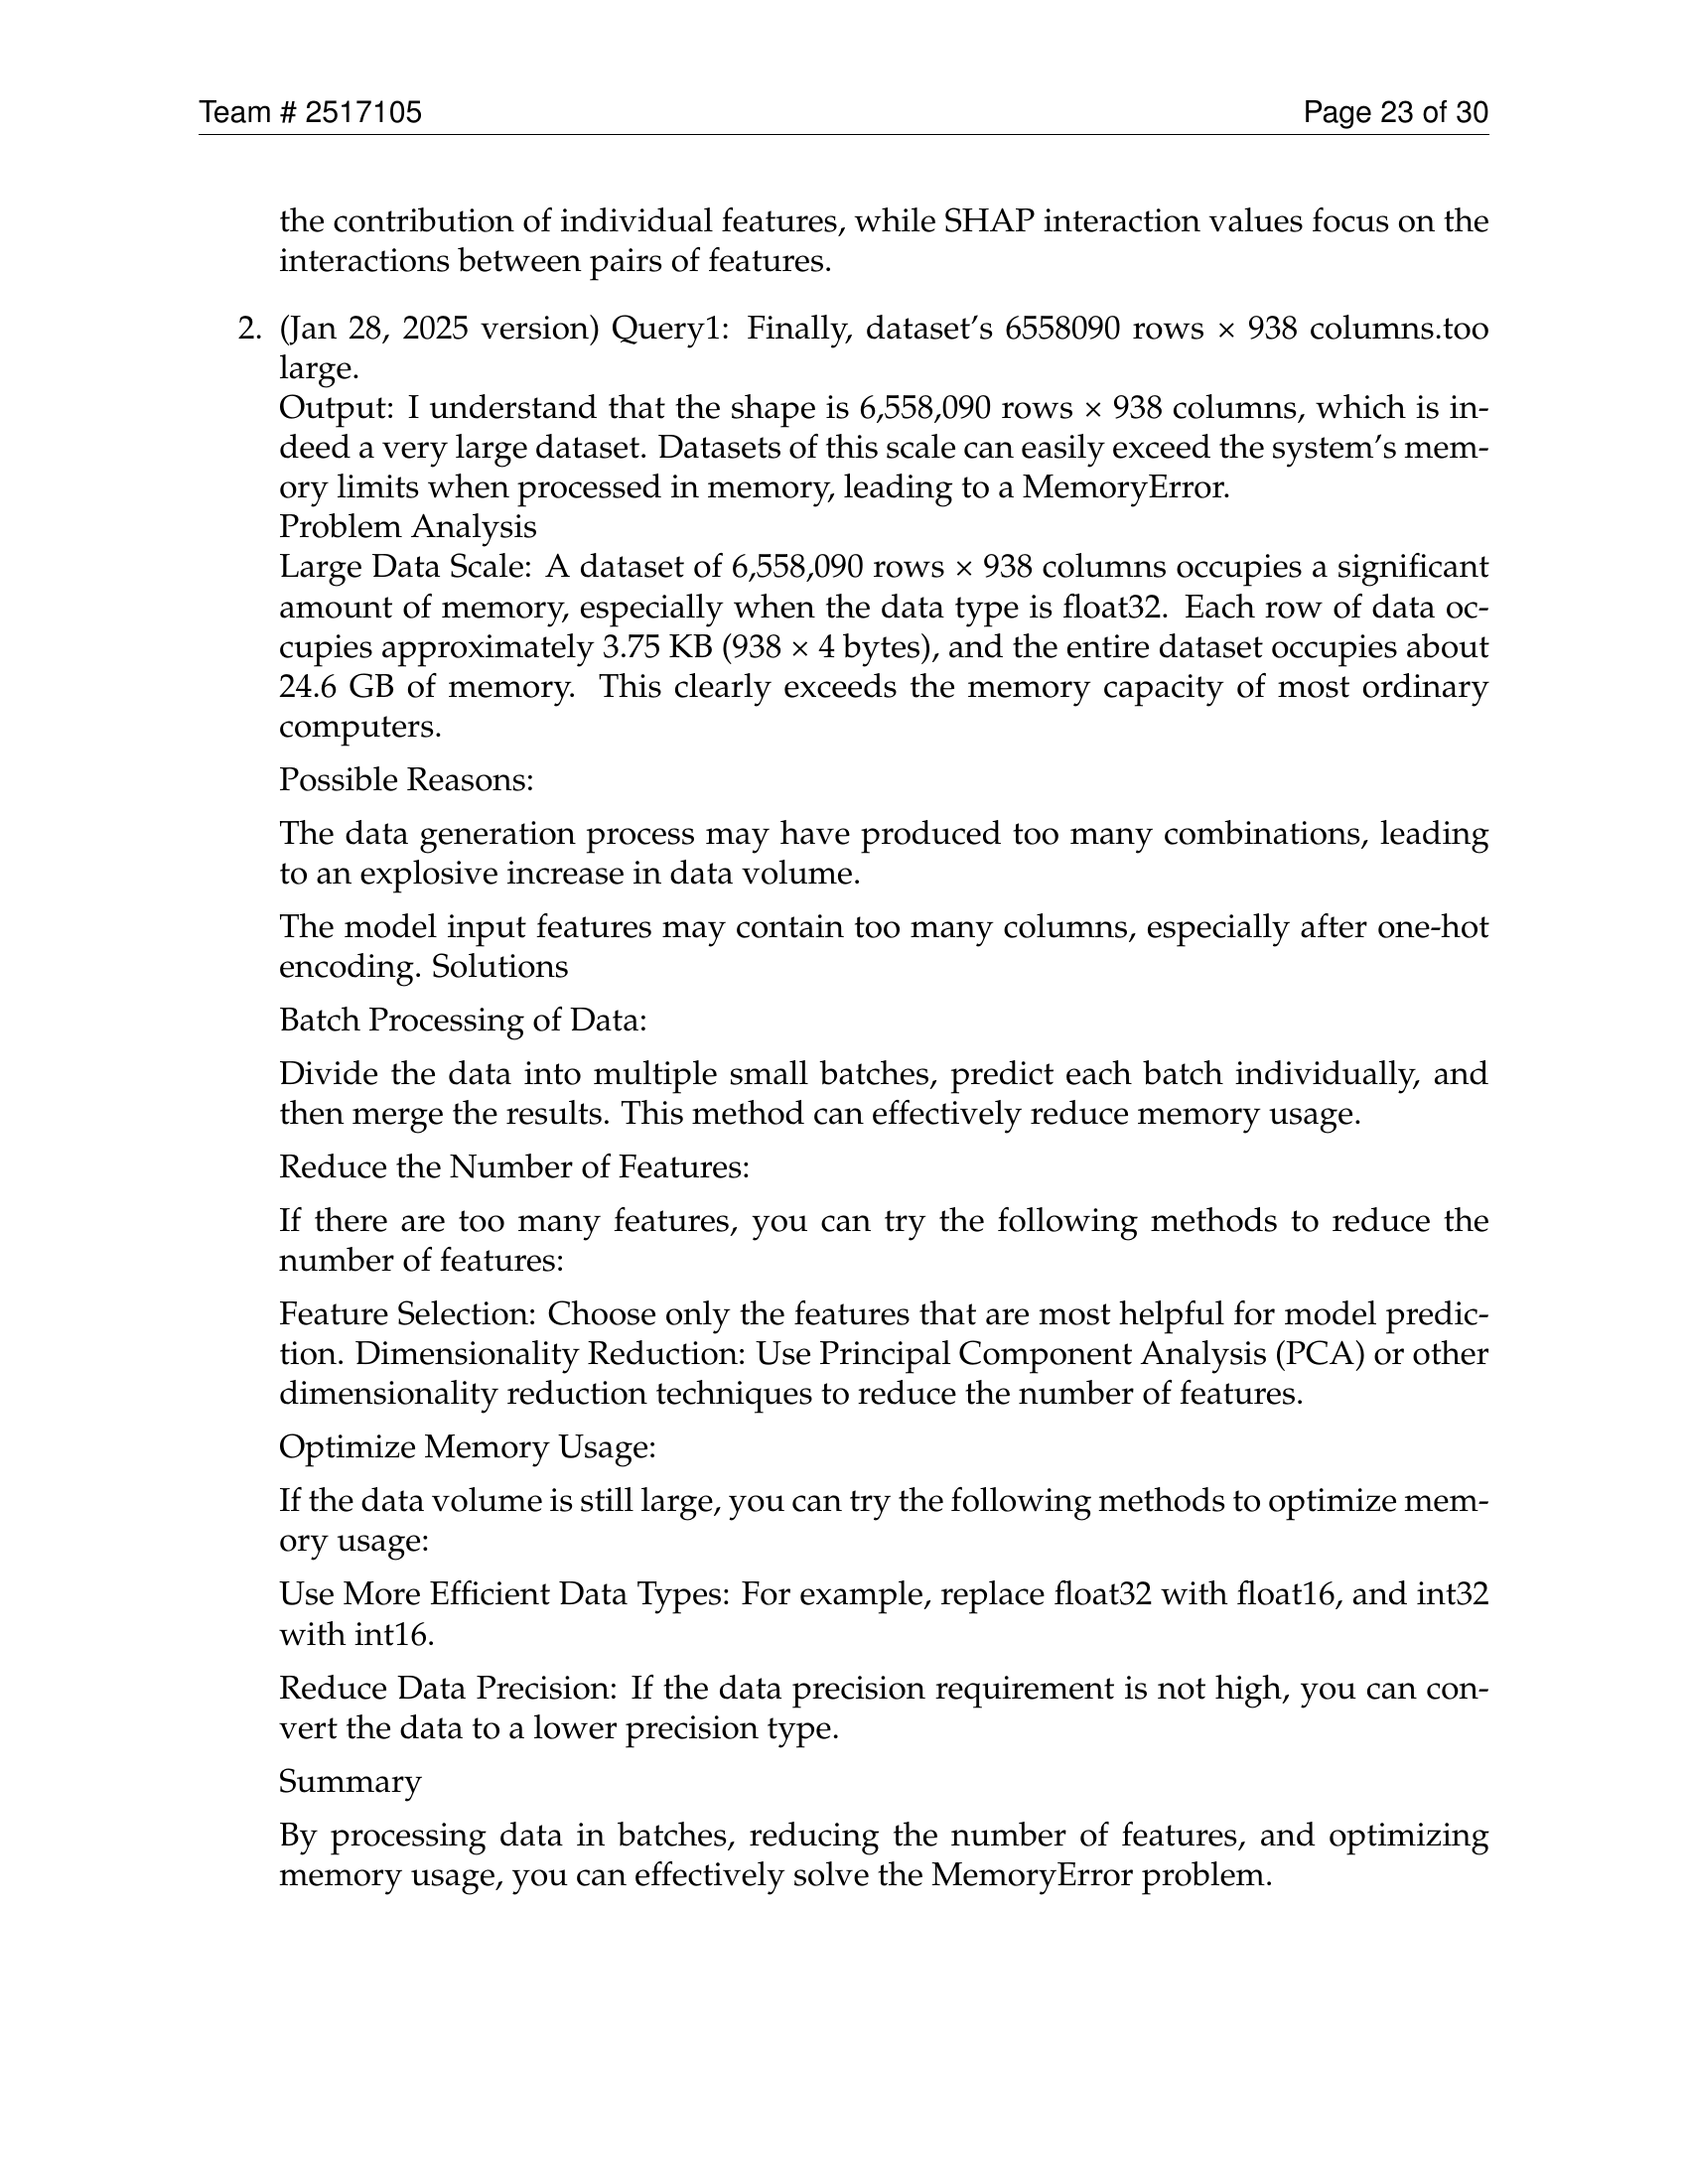 Team # 2517105
Page 23 of 30
the contribution of individual features, while SHAP interaction values focus on the
interactions between pairs of features.
2. (Jan 28, 2025 version) Query1: Finally, dataset’s 6558090 rows × 938 columns.too
large.
Output: I understand that the shape is 6,558,090 rows × 938 columns, which is in-
deed a very large dataset. Datasets of this scale can easily exceed the system’s mem-
ory limits when processed in memory, leading to a MemoryError.
Problem Analysis
Large Data Scale: A dataset of 6,558,090 rows × 938 columns occupies a significant
amount of memory, especially when the data type is float32. Each row of data oc-
cupies approximately 3.75 KB (938 × 4 bytes), and the entire dataset occupies about
24.6 GB of memory. This clearly exceeds the memory capacity of most ordinary
computers.
Possible Reasons:
The data generation process may have produced too many combinations, leading
to an explosive increase in data volume.
The model input features may contain too many columns, especially after one-hot
encoding. Solutions
Batch Processing of Data:
Divide the data into multiple small batches, predict each batch individually, and
then merge the results. This method can effectively reduce memory usage.
Reduce the Number of Features:
If there are too many features, you can try the following methods to reduce the
number of features:
Feature Selection: Choose only the features that are most helpful for model predic-
tion. Dimensionality Reduction: Use Principal Component Analysis (PCA) or other
dimensionality reduction techniques to reduce the number of features.
Optimize Memory Usage:
If the data volume is still large, you can try the following methods to optimize mem-
ory usage:
Use More Efficient Data Types: For example, replace float32 with float16, and int32
with int16.
Reduce Data Precision: If the data precision requirement is not high, you can con-
vert the data to a lower precision type.
Summary
By processing data in batches, reducing the number of features, and optimizing
memory usage, you can effectively solve the MemoryError problem.